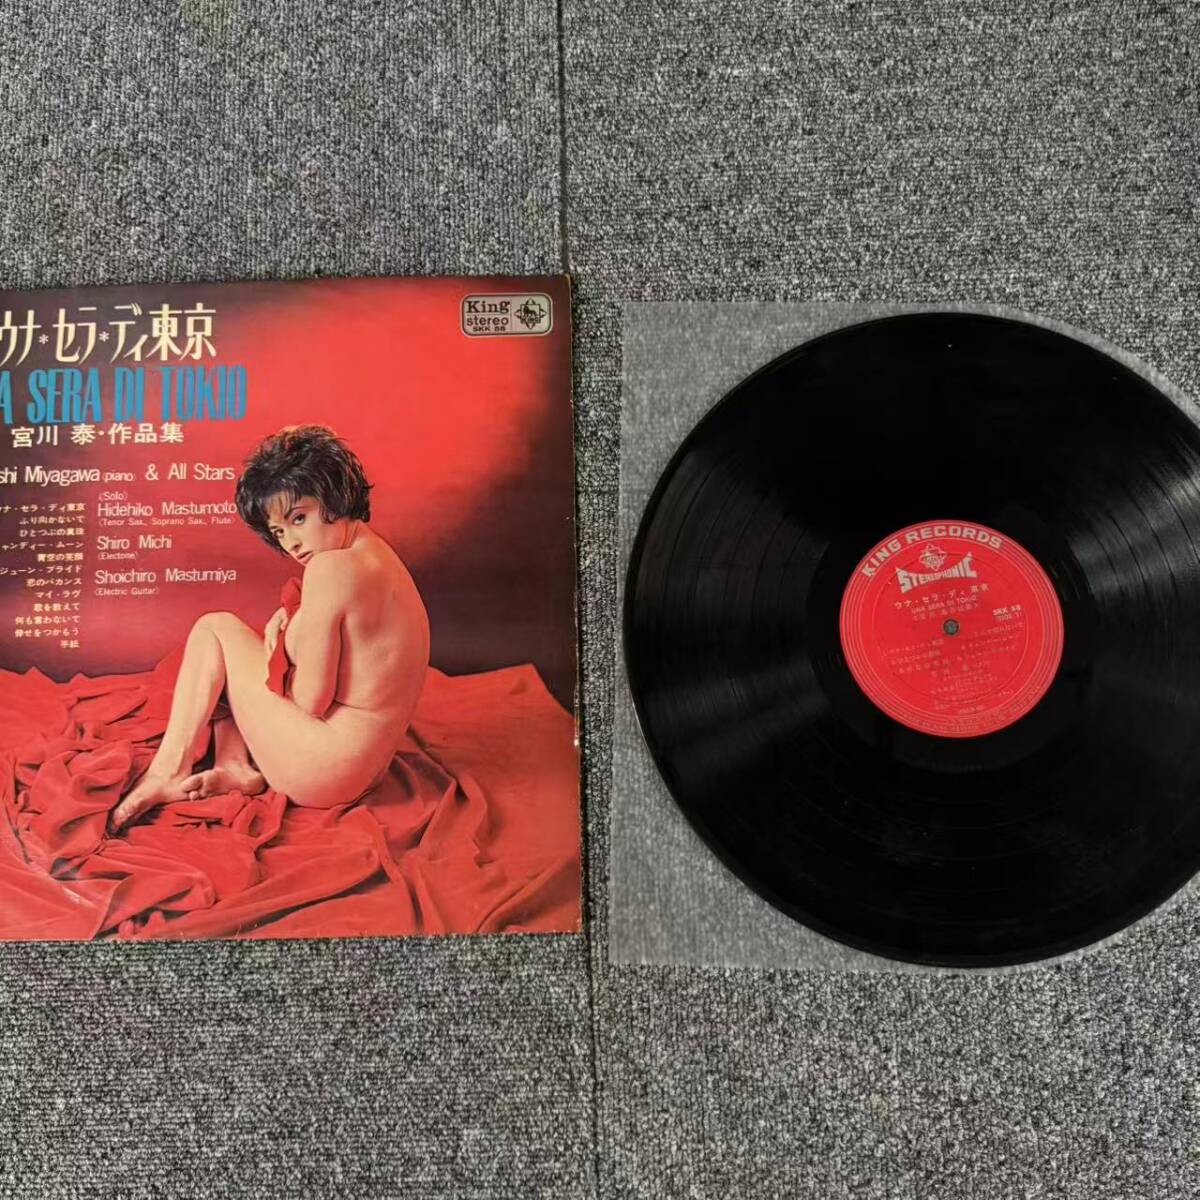 ウナ*セラ*ディ東京
A SERA DI TOKIO
宮川 泰・作品集
shi Miyagawa (piano) & All Stars
(Solo)
Hidehiko Mastumoto
(Tenor Sax, Soprano Sax, Flute)
Shiro Michi
(Electone)
Shoichiro Mastumiya
(Electric Guitar)
ウナ・セラ・ディ東京
ふり向かないで
ひとつぶの真珠
ャンディー・ムーン
青空の笑顔
ジューン・ブライド
恋のバカンス
マイ・ラヴ
歌を教えて
何も言わないで
倖せをつかもう
手紙
King
stereo
SKK 58
KING RECORDS
STEREOPHONIC
ウナ・セラ・ディ東京
UNA SERA DI TOKIO
SKK 58
SIDE 1